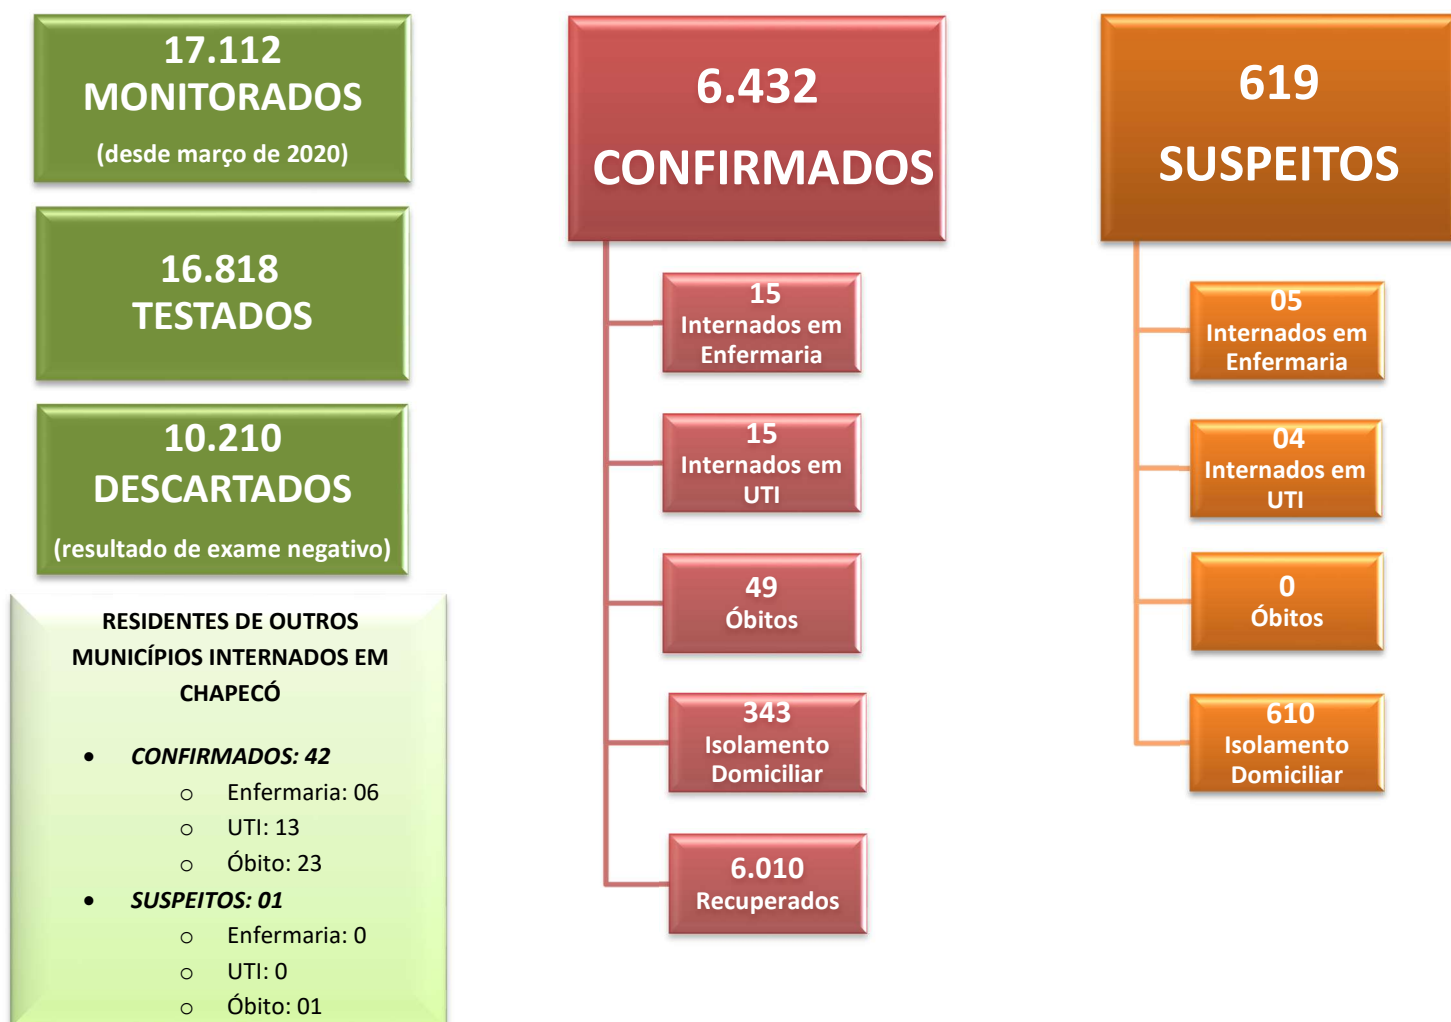 17.112
MONITORADOS
(desde março de 2020)
16.818
TESTADOS
10.210
DESCARTADOS
(resultado de exame negativo)
RESIDENTES DE OUTROS
MUNICÍPIOS INTERNADOS EM
CHAPECÓ
• CONFIRMADOS: 42
o Enfermaria: 06
o UTI: 13
o Óbito: 23
• SUSPEITOS: 01
o Enfermaria: 0
o UTI: 0
o Óbito: 01
6.432
CONFIRMADOS
15
Internados em
Enfermaria
15
Internados em
UTI
49
Óbitos
343
Isolamento
Domiciliar
6.010
Recuperados
619
SUSPEITOS
05
Internados em
Enfermaria
04
Internados em
UTI
0
Óbitos
610
Isolamento
Domiciliar